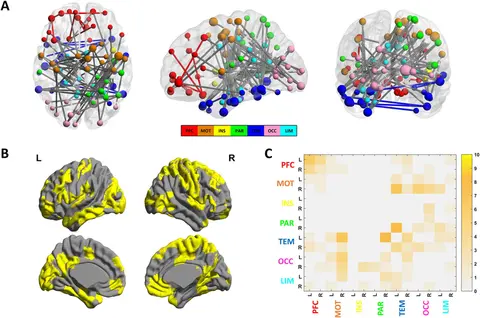 A
PFC MOT INS PAR TEM OCC LIM
B
L R
C
L
PFC
R
L
MOT
R
L
INS
R
L
PAR
R
L
TEM
R
L
OCC
R
L
LIM
R
L R L R L R L R L R L R L R
PFC MOT INS PAR TEM OCC LIM
10
9
8
7
6
5
4
3
2
1
0